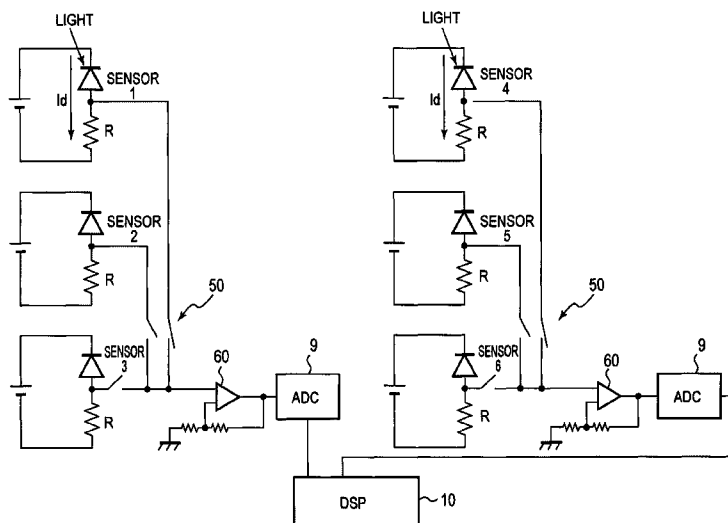 LIGHT
SENSOR
1
Id
R
SENSOR
2
R
50
SENSOR
3
R
60
9
ADC
LIGHT
SENSOR
4
Id
R
SENSOR
5
R
50
SENSOR
6
R
60
9
ADC
DSP
10